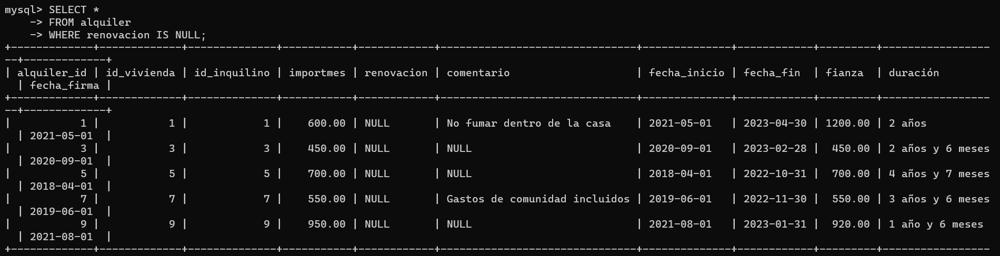 mysql> SELECT *
    -> FROM alquiler
    -> WHERE renovacion IS NULL;
+-------------+-------------+--------------+-----------+------------+-------------------------------+--------------+------------+---------+-----------------
--+-------------+
| alquiler_id | id_vivienda | id_inquilino | importmes | renovacion | comentario                    | fecha_inicio | fecha_fin  | fianza  | duración
  | fecha_firma |
+-------------+-------------+--------------+-----------+------------+-------------------------------+--------------+------------+---------+-----------------
--+-------------+
|           1 |           1 |            1 |    600.00 | NULL       | No fumar dentro de la casa    | 2021-05-01   | 2023-04-30 | 1200.00 | 2 años
  | 2021-05-01  |
|           3 |           3 |            3 |    450.00 | NULL       | NULL                          | 2020-09-01   | 2023-02-28 |  450.00 | 2 años y 6 meses
  | 2020-09-01  |
|           5 |           5 |            5 |    700.00 | NULL       | NULL                          | 2018-04-01   | 2022-10-31 |  700.00 | 4 años y 7 meses
  | 2018-04-01  |
|           7 |           7 |            7 |    550.00 | NULL       | Gastos de comunidad incluidos | 2019-06-01   | 2022-11-30 |  550.00 | 3 años y 6 meses
  | 2019-06-01  |
|           9 |           9 |            9 |    950.00 | NULL       | NULL                          | 2021-08-01   | 2023-01-31 |  920.00 | 1 año y 6 meses
  | 2021-08-01  |
+-------------+-------------+--------------+-----------+------------+-------------------------------+--------------+------------+---------+-----------------